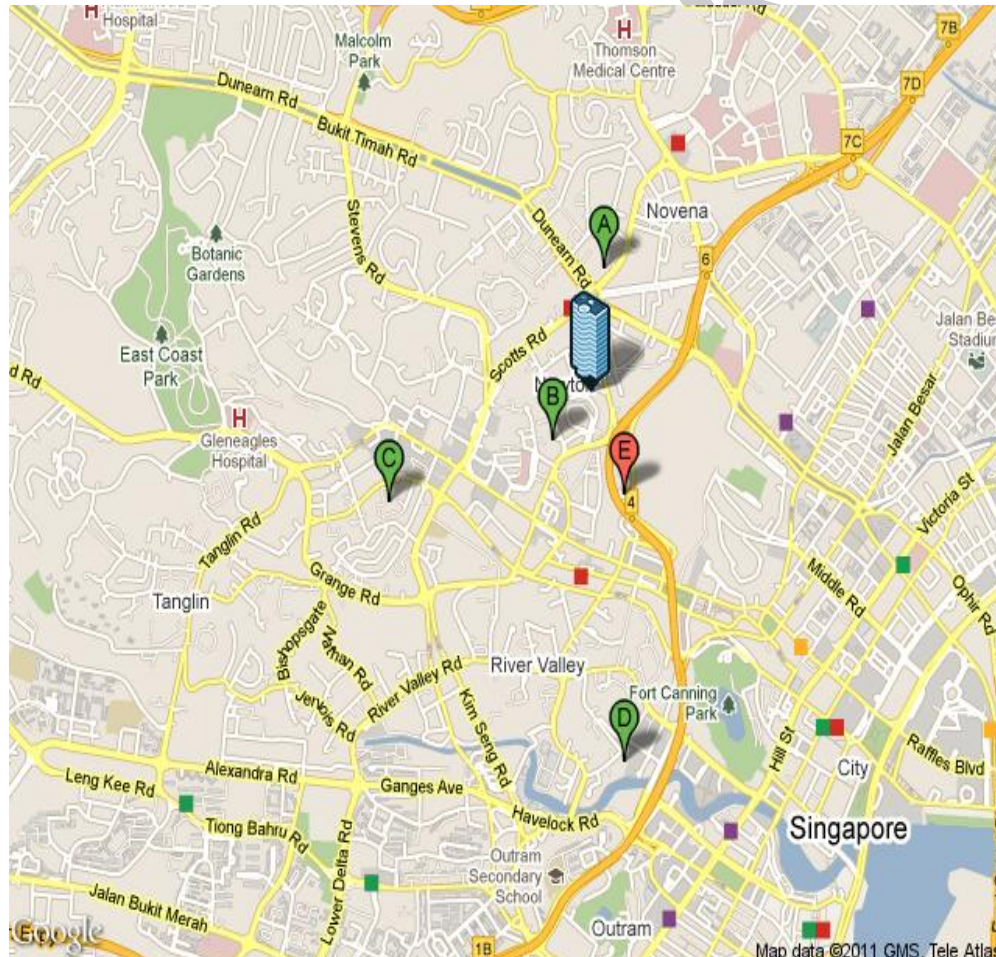 Hospital
H
Thomson
Medical Centre
Malcolm
Park
7B
7D
7C
Dunearn Rd
Bukit Timah Rd
Stevens Rd
Novena
A
Dunearn Rd
6
Botanic
Gardens
East Coast
Park
Scotts Rd
B
Jalan Be
Stadiu
Jalan Besar
d Rd
H
Gleneagles
Hospital
C
E
4
Victoria St
Tanglin Rd
Middle Rd
Ophir Rd
Grange Rd
Tanglin
Bishopsgate
Nathan Rd
River Valley Rd
River Valley
Jervois Rd
Kim Seng Rd
Fort Canning
Park
D
Hill St
Raffles Blvd
City
Alexandra Rd
Leng Kee Rd
Ganges Ave
Havelock Rd
Tiong Bahru Rd
Singapore
Lower Delta Rd
Outram
Secondary
School
Jalan Bukit Merah
Outram
Google
1B
Map data ©2011 GMS, Tele Atlas